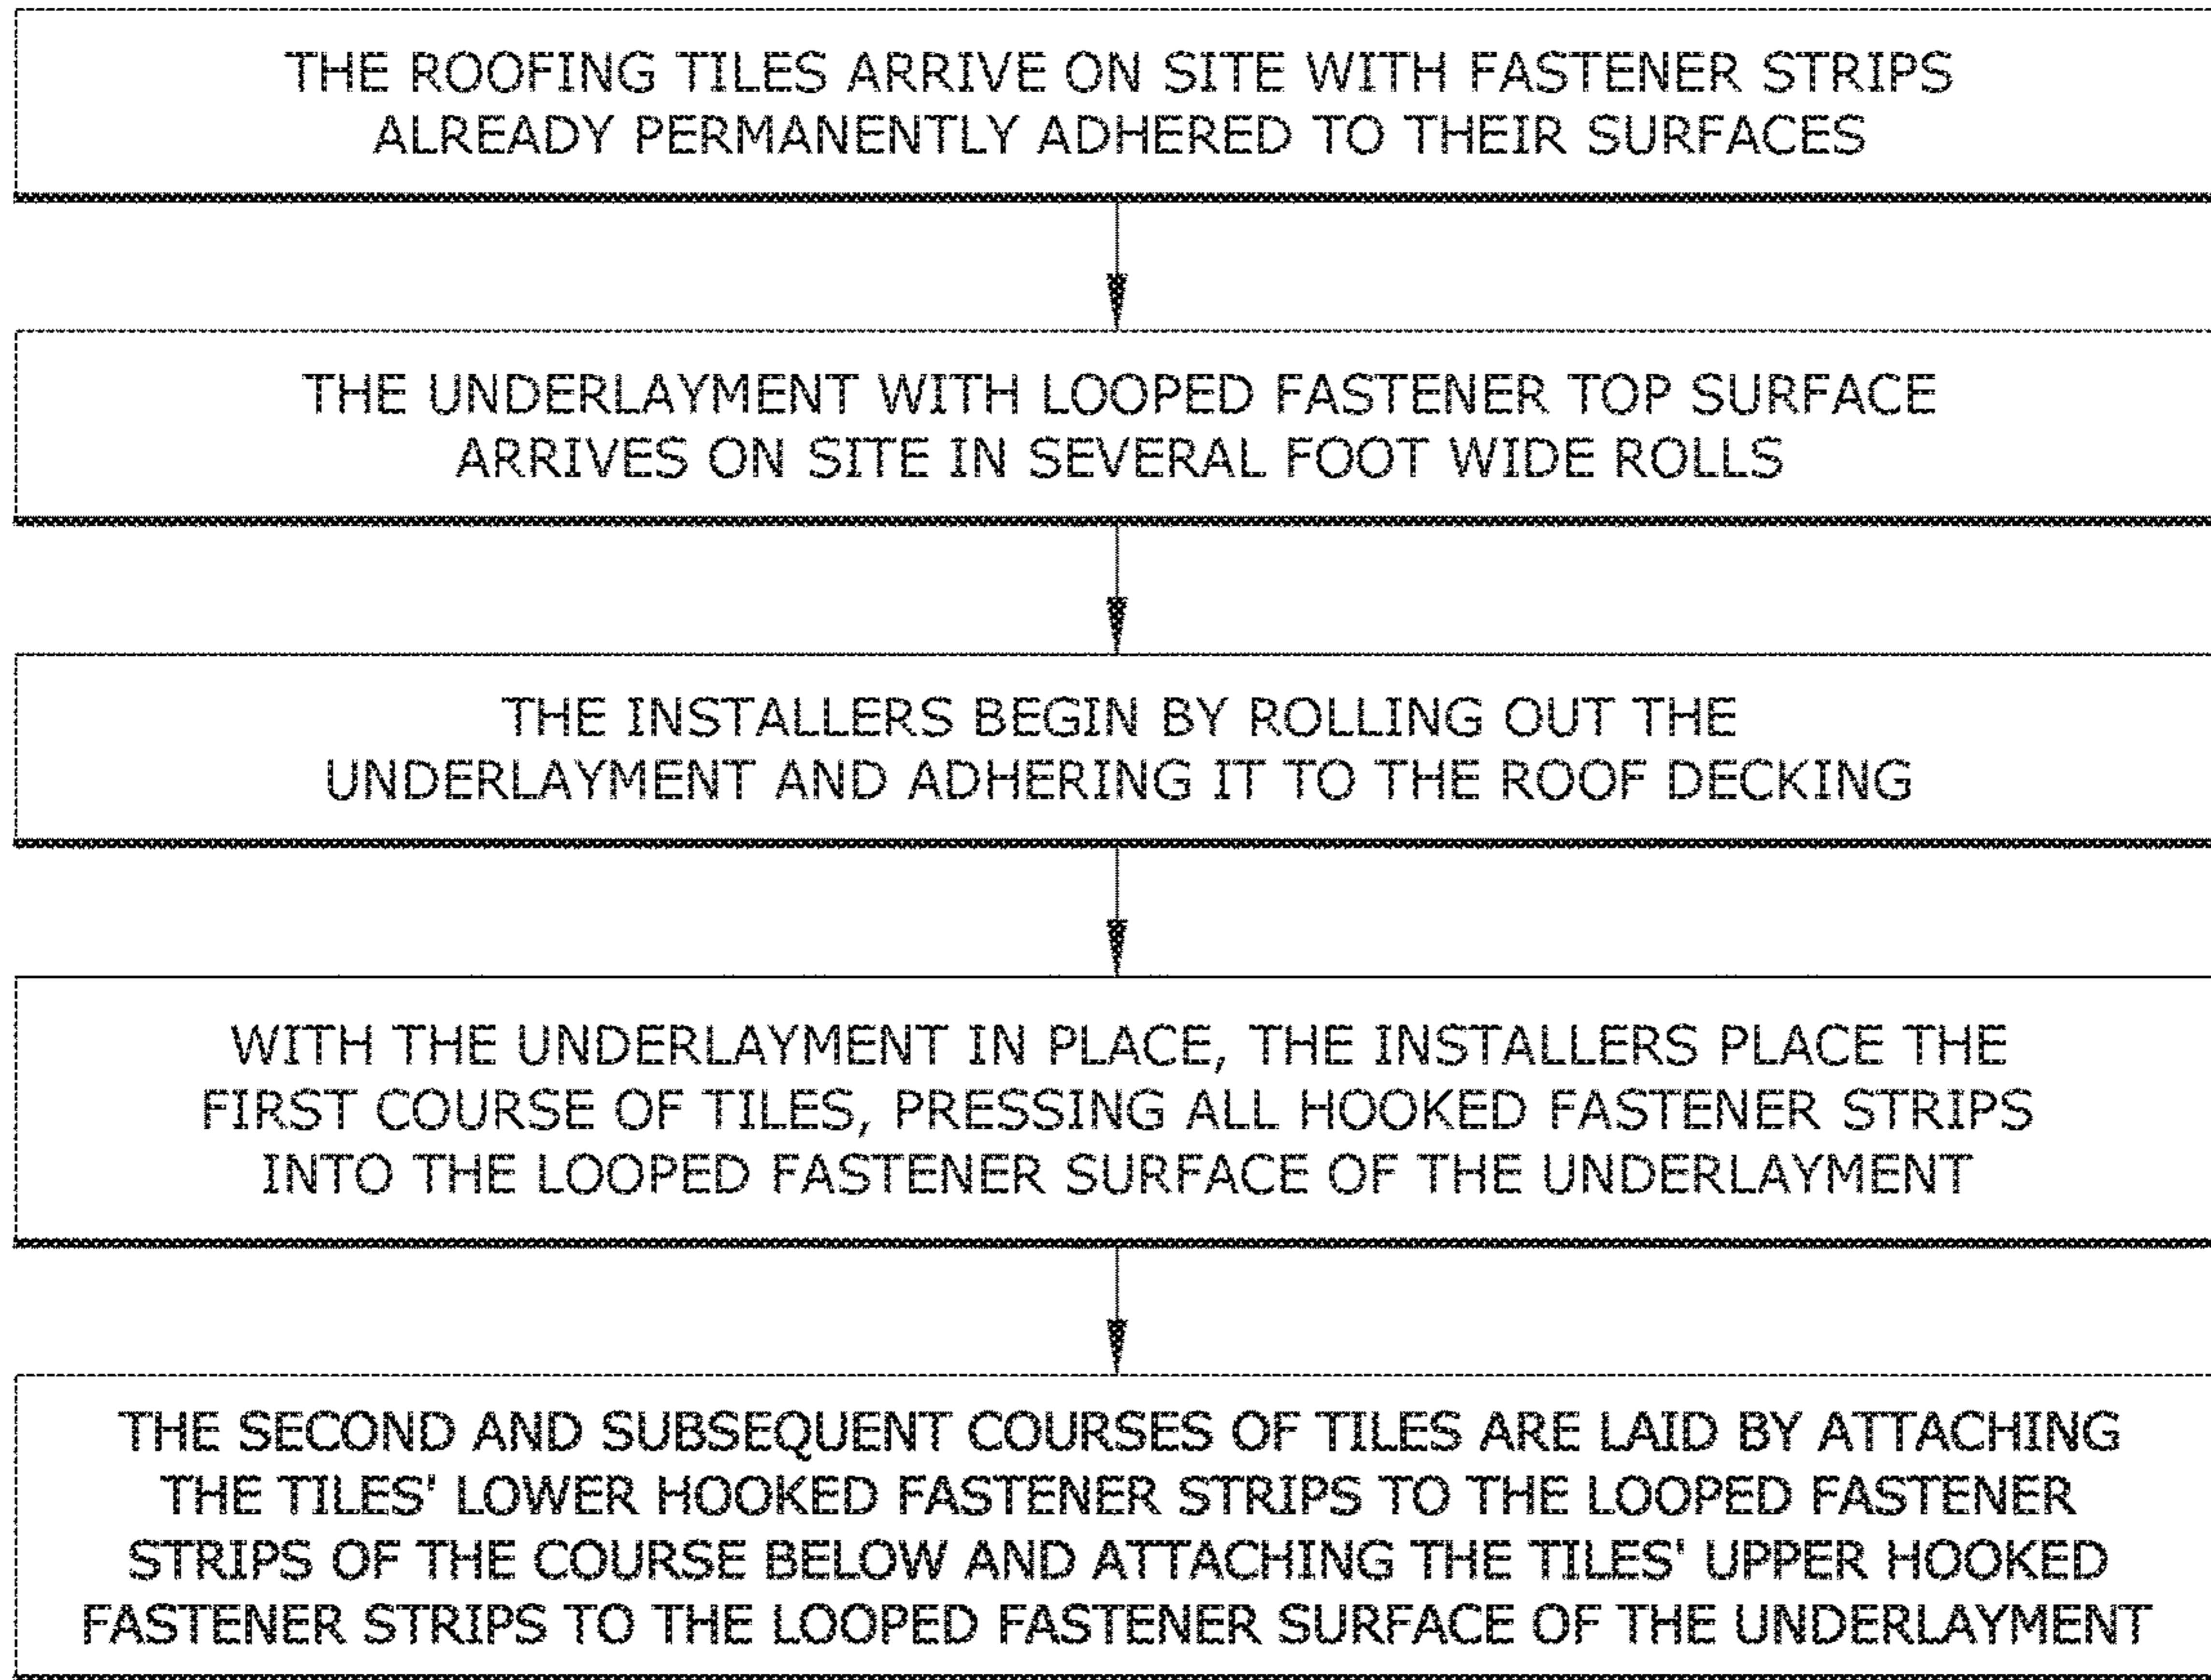 THE ROOFING TILES ARRIVE ON SITE WITH FASTENER STRIPS
ALREADY PERMANENTLY ADHERED TO THEIR SURFACES
THE UNDERLAYMENT WITH LOOPED FASTENER TOP SURFACE
ARRIVES ON SITE IN SEVERAL FOOT WIDE ROLLS
THE INSTALLERS BEGIN BY ROLLING OUT THE
UNDERLAYMENT AND ADHERING IT TO THE ROOF DECKING
WITH THE UNDERLAYMENT IN PLACE, THE INSTALLERS PLACE THE
FIRST COURSE OF TILES, PRESSING ALL HOOKED FASTENER STRIPS
INTO THE LOOPED FASTENER SURFACE OF THE UNDERLAYMENT
THE SECOND AND SUBSEQUENT COURSES OF TILES ARE LAID BY ATTACHING
THE TILES' LOWER HOOKED FASTENER STRIPS TO THE LOOPED FASTENER
STRIPS OF THE COURSE BELOW AND ATTACHING THE TILES' UPPER HOOKED
FASTENER STRIPS TO THE LOOPED FASTENER SURFACE OF THE UNDERLAYMENT